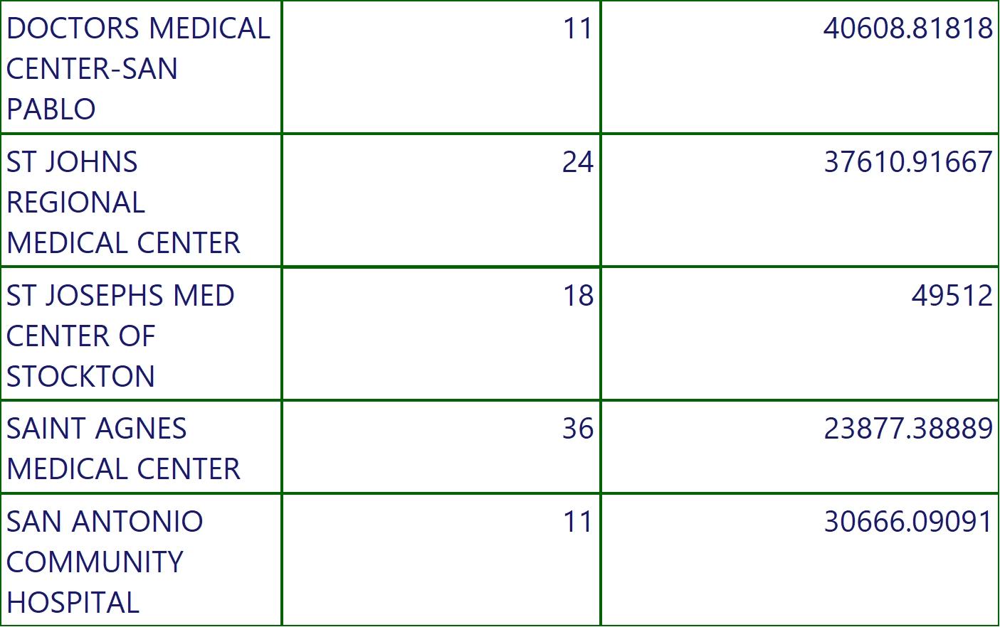 DOCTORS MEDICAL 11 40608.81818
CENTER-SAN
PABLO
ST JOHNS 24 37610.91667
REGIONAL
MEDICAL CENTER
ST JOSEPHS MED 18 49512
CENTER OF
STOCKTON
SAINT AGNES 36 23877.38889
MEDICAL CENTER
SAN ANTONIO 11 30666.09091
COMMUNITY
HOSPITAL